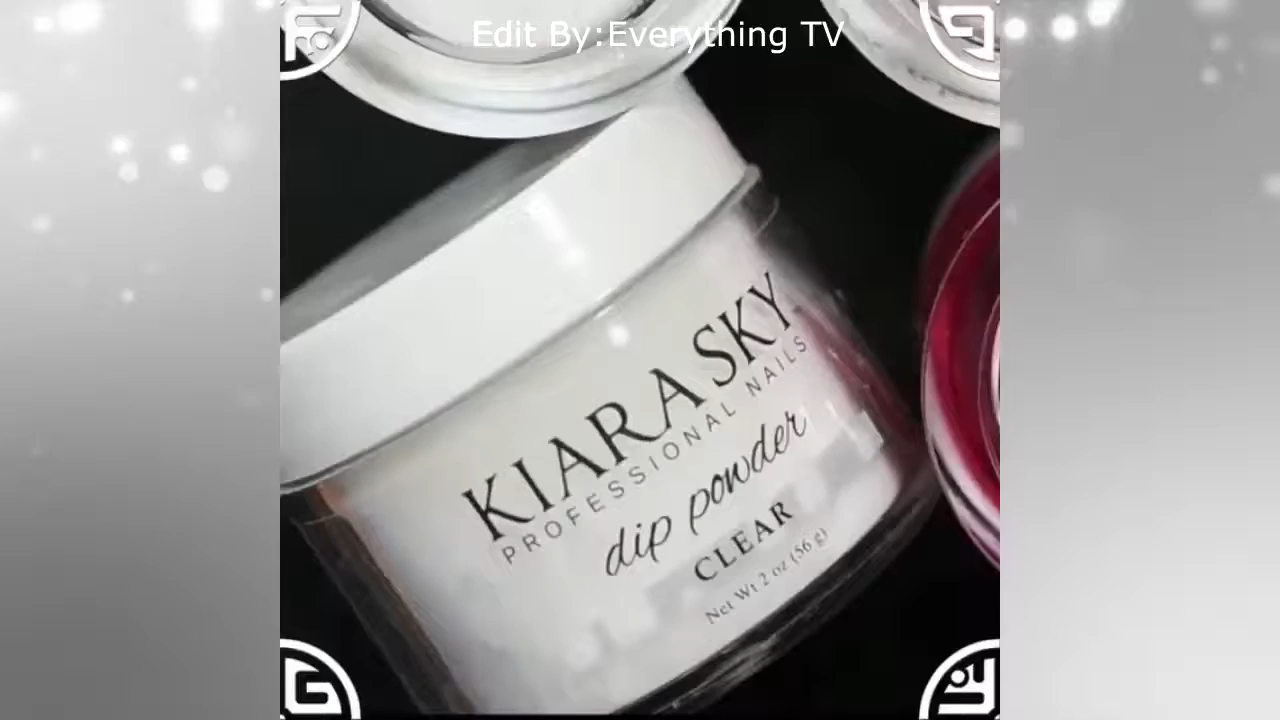 Edit By:Everything TV
KIARA SKY
PROFESSIONAL NAILS
dip powder
CLEAR
Net Wt 2 oz (56 g)